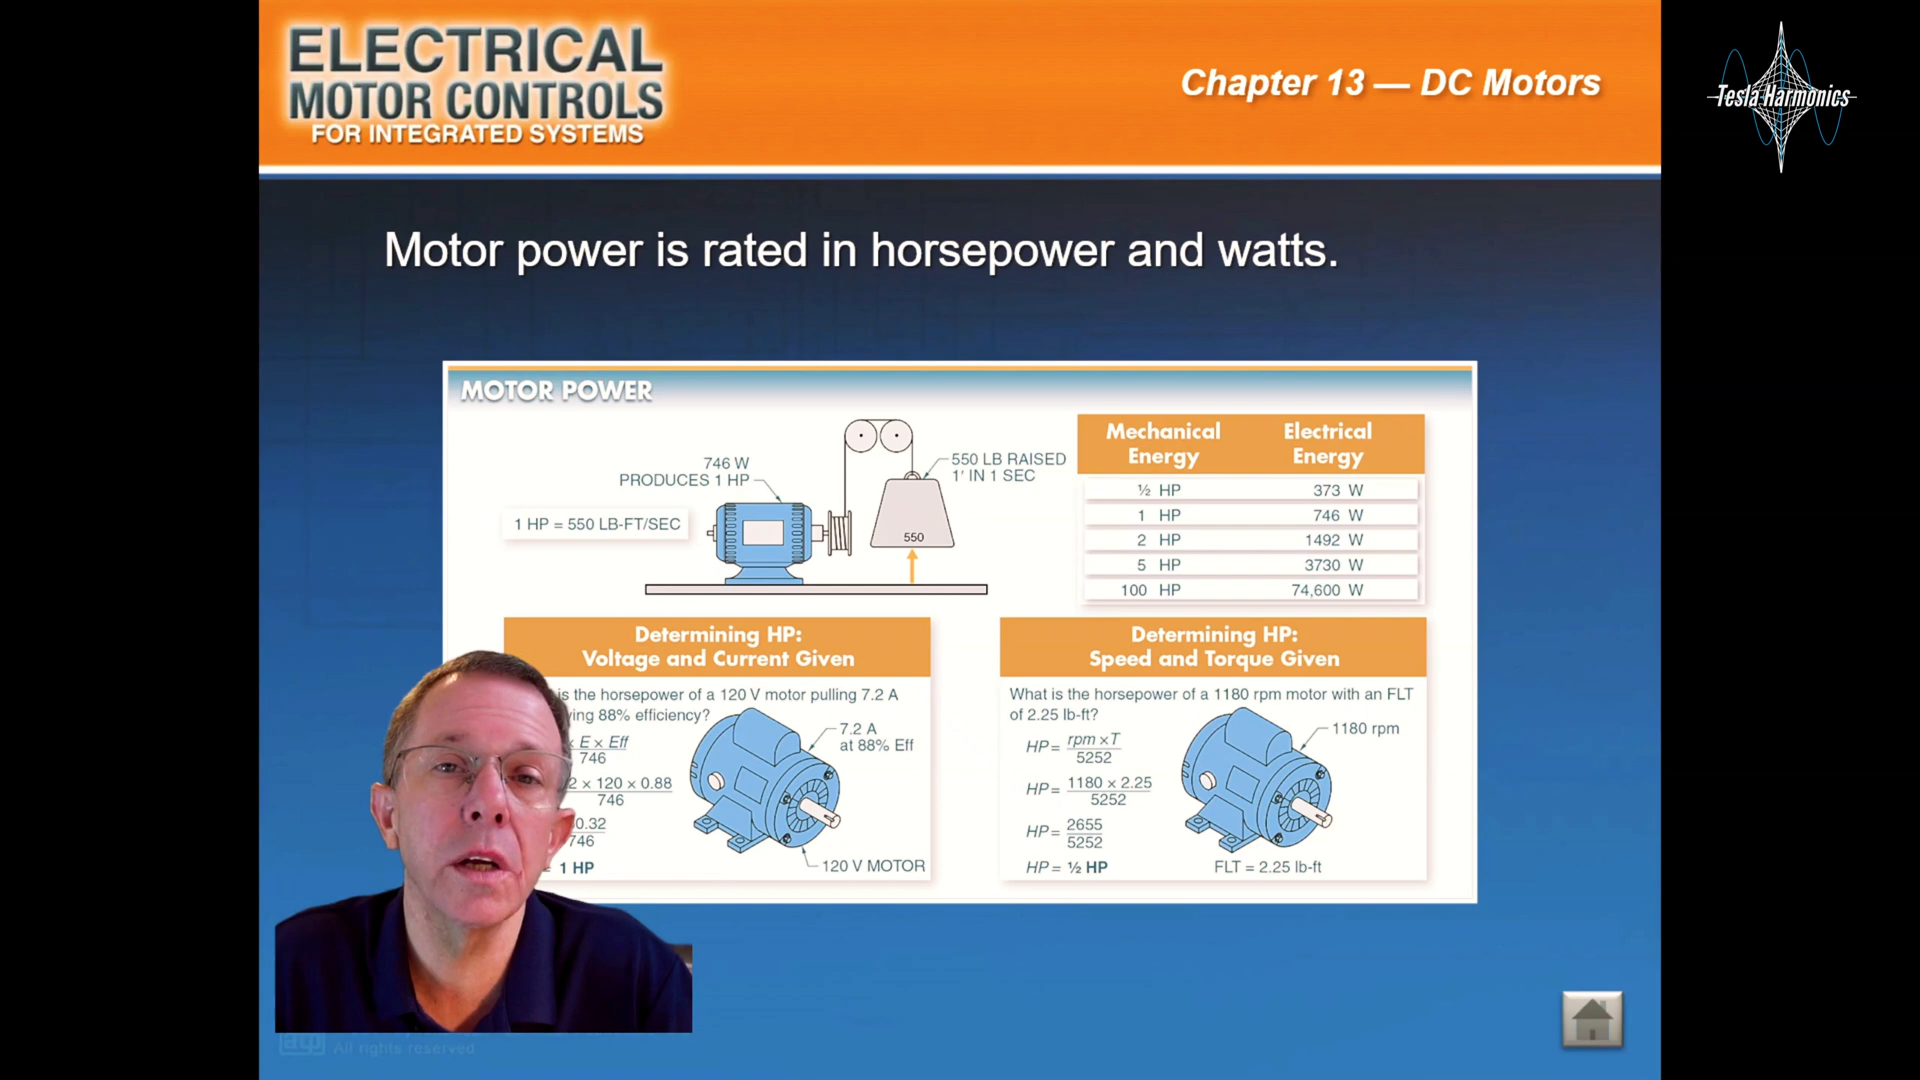 ELECTRICAL
MOTOR CONTROLS
FOR INTEGRATED SYSTEMS
Chapter 13 — DC Motors
Tesla Harmonics
Motor power is rated in horsepower and watts.
MOTOR POWER
746 W
PRODUCES 1 HP
550 LB RAISED
1' IN 1 SEC
1 HP = 550 LB-FT/SEC
550
Mechanical Energy Electrical Energy
½ HP 373 W
1 HP 746 W
2 HP 1492 W
5 HP 3730 W
100 HP 74,600 W
Determining HP:
Voltage and Current Given
is the horsepower of a 120 V motor pulling 7.2 A
88% efficiency?
7.2 A
at 88% Eff
× E × Eff
746
2 × 120 × 0.88
746
0.32
746
1 HP
120 V MOTOR
Determining HP:
Speed and Torque Given
What is the horsepower of a 1180 rpm motor with an FLT
of 2.25 lb-ft?
1180 rpm
HP = rpm × T
5252
HP = 1180 × 2.25
5252
HP = 2655
5252
HP = ½ HP
FLT = 2.25 lb-ft
All rights reserved